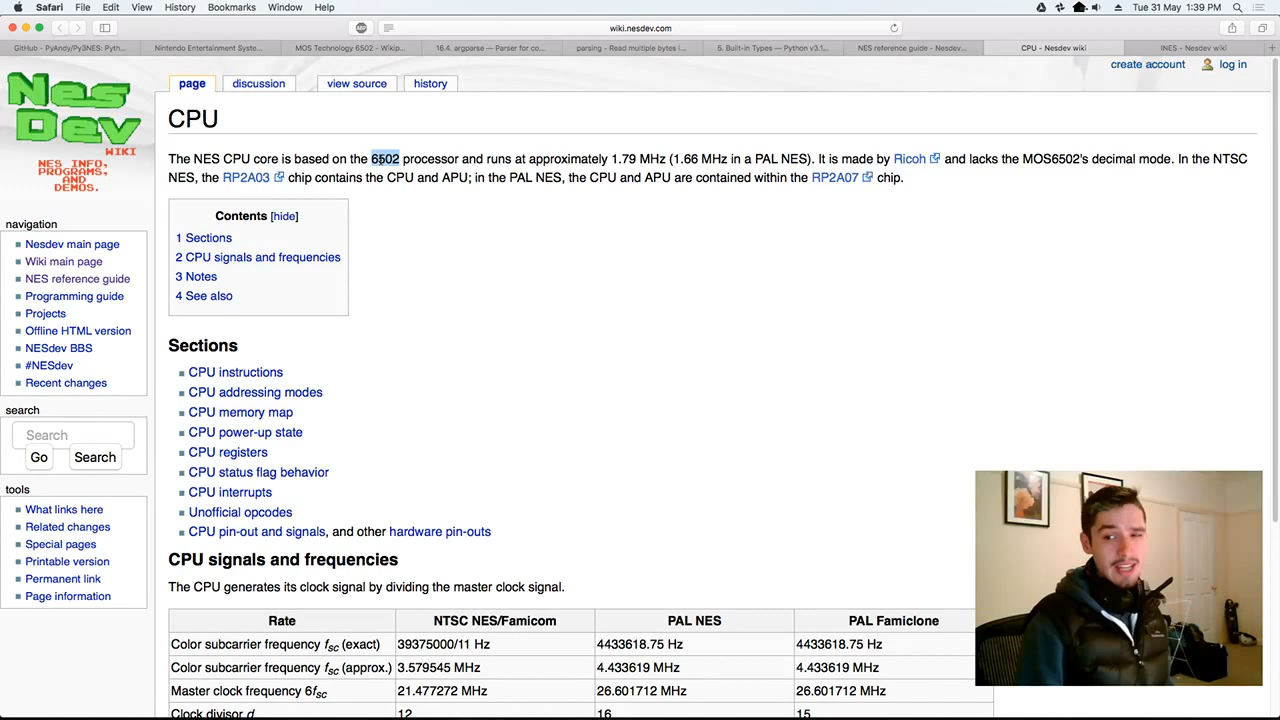 Safari File Edit View History Bookmarks Window Help Tue 31 May 1:39 PM
wiki.nesdev.com
GitHub - PyAndy/Py3NES: Pyth... Nintendo Entertainment Syste... MOS Technology 6502 - Wikip... 16.4. argparse — Parser for co... parsing - Read multiple bytes i... 5. Built-in Types — Python v3.1... NES reference guide - Nesdev... CPU - Nesdev wiki INES - Nesdev wiki
create account log in
page discussion view source history
Nes
Dev
WIKI
NES INFO,
PROGRAMS,
AND
DEMOS.
CPU
The NES CPU core is based on the 6502 processor and runs at approximately 1.79 MHz (1.66 MHz in a PAL NES). It is made by Ricoh and lacks the MOS6502's decimal mode. In the NTSC
NES, the RP2A03 chip contains the CPU and APU; in the PAL NES, the CPU and APU are contained within the RP2A07 chip.
Contents [hide]
1 Sections
2 CPU signals and frequencies
3 Notes
4 See also
navigation
Nesdev main page
Wiki main page
NES reference guide
Programming guide
Projects
Offline HTML version
NESdev BBS
#NESdev
Recent changes
search
Search
Go Search
tools
What links here
Related changes
Special pages
Printable version
Permanent link
Page information
Sections
CPU instructions
CPU addressing modes
CPU memory map
CPU power-up state
CPU registers
CPU status flag behavior
CPU interrupts
Unofficial opcodes
CPU pin-out and signals, and other hardware pin-outs
CPU signals and frequencies
The CPU generates its clock signal by dividing the master clock signal.
Rate NTSC NES/Famicom PAL NES PAL Famiclone
Color subcarrier frequency fsc (exact) 39375000/11 Hz 4433618.75 Hz 4433618.75 Hz
Color subcarrier frequency fsc (approx.) 3.579545 MHz 4.433619 MHz 4.433619 MHz
Master clock frequency 6fsc 21.477272 MHz 26.601712 MHz 26.601712 MHz
Clock divisor d 12 16 15